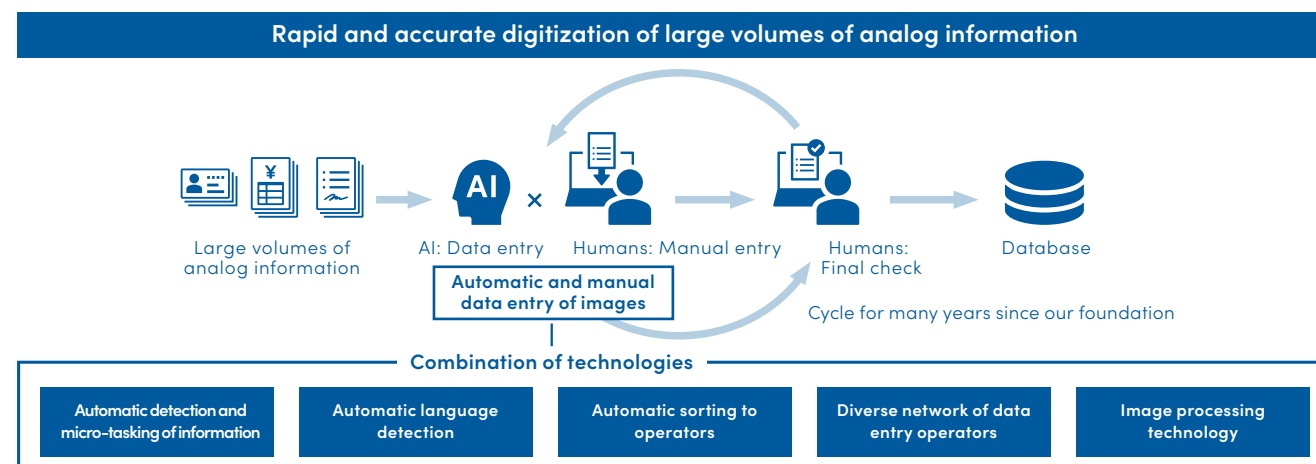 Rapid and accurate digitization of large volumes of analog information
¥
AI
×
Large volumes of
analog information
AI: Data entry
Humans: Manual entry
Humans:
Final check
Database
Automatic and manual
data entry of images
Cycle for many years since our foundation
Combination of technologies
Automatic detection and
micro-tasking of information
Automatic language
detection
Automatic sorting to
operators
Diverse network of data
entry operators
Image processing
technology